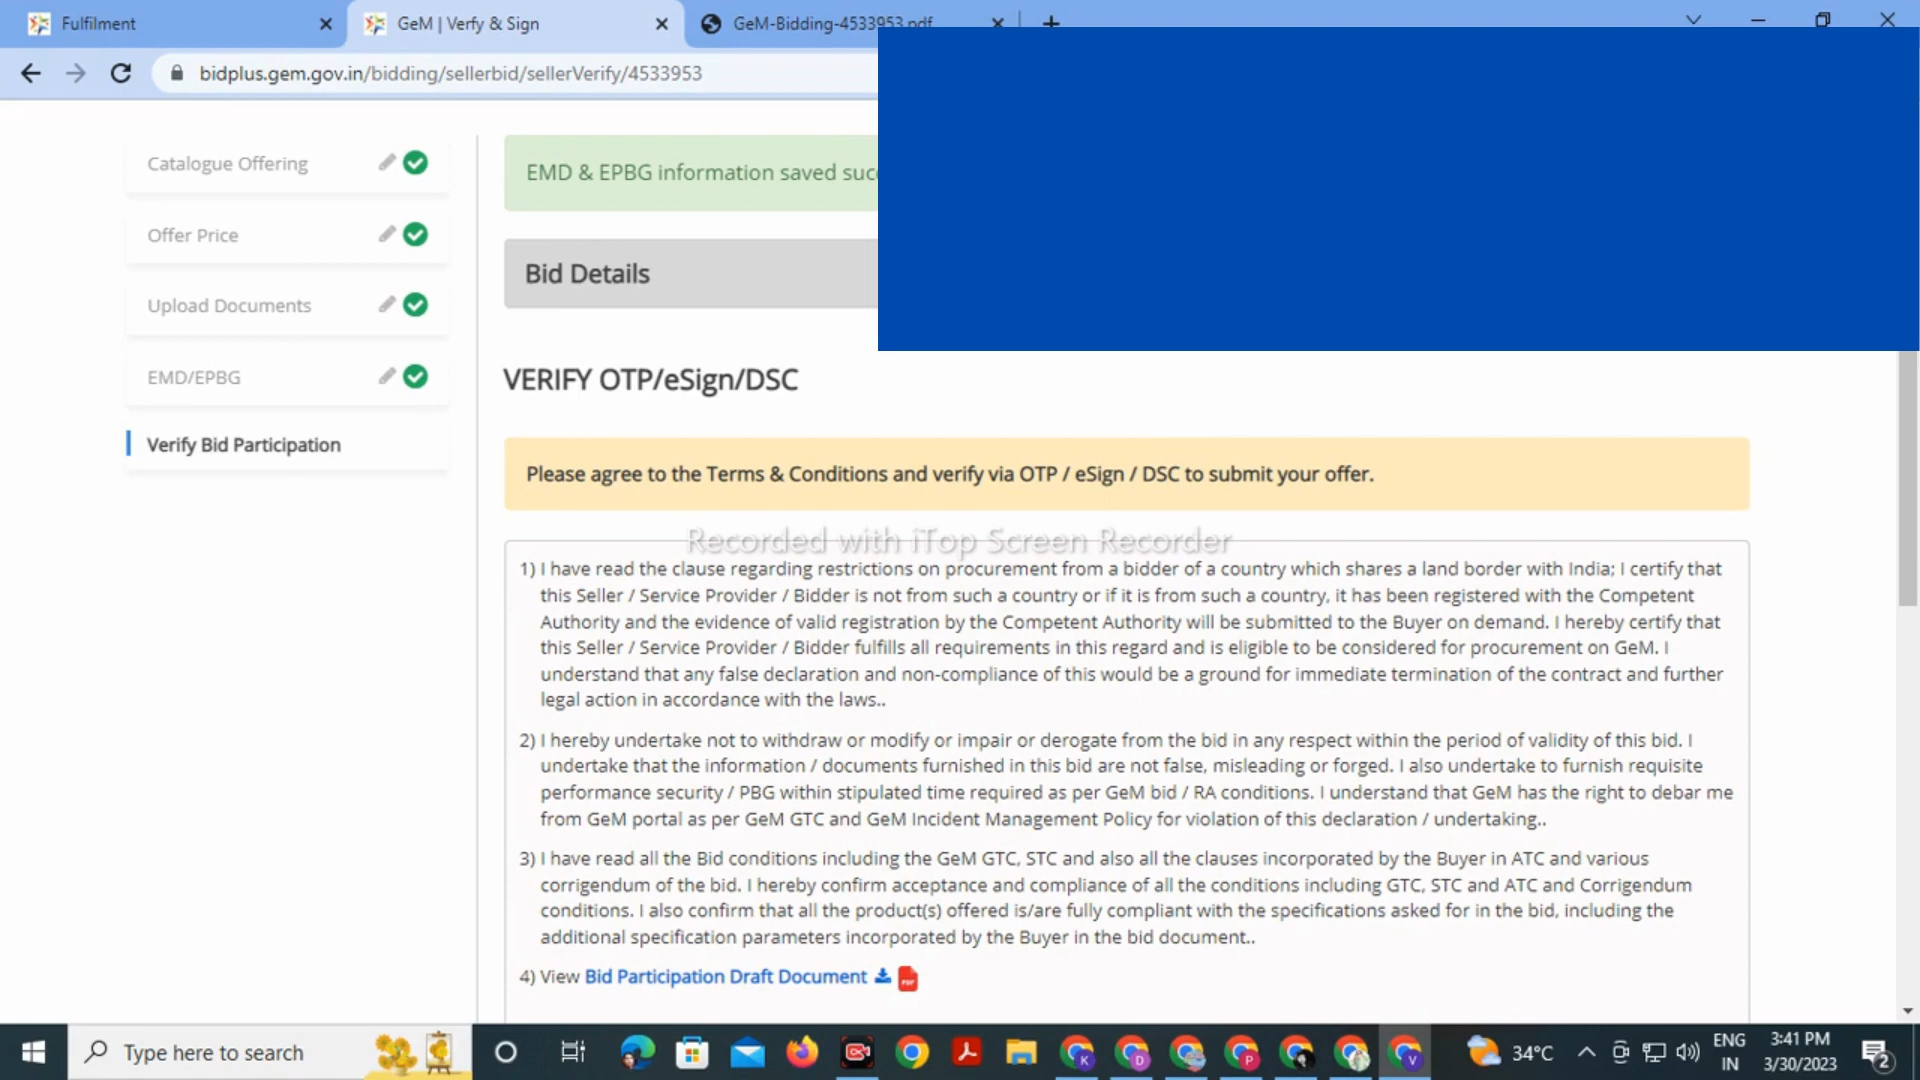 Fulfilment
GeM | Verfy & Sign
GeM-Bidding-4533953.pdf
bidplus.gem.gov.in/bidding/sellerbid/sellerVerify/4533953
Catalogue Offering
Offer Price
Upload Documents
EMD/EPBG
Verify Bid Participation
EMD & EPBG information saved
Bid Details
VERIFY OTP/eSign/DSC
Please agree to the Terms & Conditions and verify via OTP / eSign / DSC to submit your offer.
Recorded with iTop Screen Recorder
1) I have read the clause regarding restrictions on procurement from a bidder of a country which shares a land border with India; I certify that
this Seller / Service Provider / Bidder is not from such a country or if it is from such a country, it has been registered with the Competent
Authority and the evidence of valid registration by the Competent Authority will be submitted to the Buyer on demand. I hereby certify that
this Seller / Service Provider / Bidder fulfills all requirements in this regard and is eligible to be considered for procurement on GeM. I
understand that any false declaration and non-compliance of this would be a ground for immediate termination of the contract and further
legal action in accordance with the laws..
2) I hereby undertake not to withdraw or modify or impair or derogate from the bid in any respect within the period of validity of this bid. I
undertake that the information / documents furnished in this bid are not false, misleading or forged. I also undertake to furnish requisite
performance security / PBG within stipulated time required as per GeM bid / RA conditions. I understand that GeM has the right to debar me
from GeM portal as per GeM GTC and GeM Incident Management Policy for violation of this declaration / undertaking..
3) I have read all the Bid conditions including the GeM GTC, STC and also all the clauses incorporated by the Buyer in ATC and various
corrigendum of the bid. I hereby confirm acceptance and compliance of all the conditions including GTC, STC and ATC and Corrigendum
conditions. I also confirm that all the product(s) offered is/are fully compliant with the specifications asked for in the bid, including the
additional specification parameters incorporated by the Buyer in the bid document..
4) View Bid Participation Draft Document
Type here to search
K
D
P
V
34°C
ENG
IN
3:41 PM
3/30/2023
2